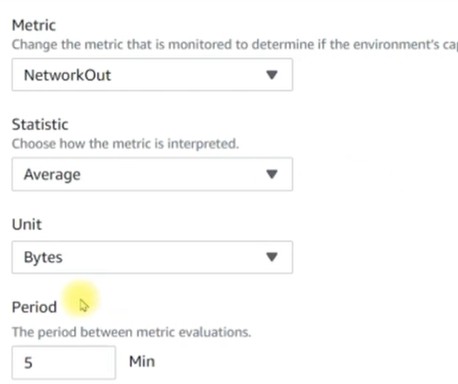 Metric
Change the metric that is monitored to determine if the environment's
NetworkOut
Statistic
Choose how the metric is interpreted.
Average
Unit
Bytes
Period
The period between metric evaluations.
5 Min